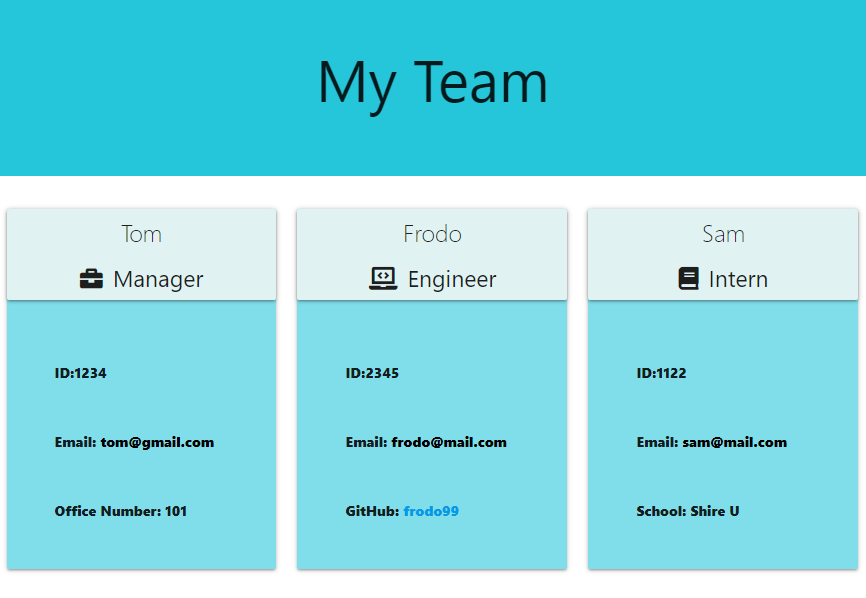 My Team
Tom
Manager
ID:1234
Email: tom@gmail.com
Office Number: 101
Frodo
Engineer
ID:2345
Email: frodo@mail.com
GitHub: frodo99
Sam
Intern
ID:1122
Email: sam@mail.com
School: Shire U